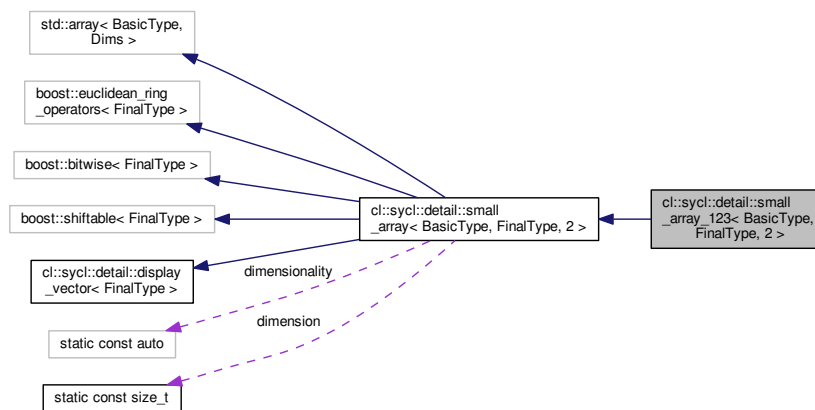 std::array< BasicType,
Dims >
boost::euclidean_ring
_operators< FinalType >
boost::bitwise< FinalType >
boost::shiftable< FinalType >
cl::sycl::detail::display
_vector< FinalType >
static const auto
static const size_t
dimensionality
dimension
cl::sycl::detail::small
_array< BasicType, FinalType, 2 >
cl::sycl::detail::small
_array_123< BasicType,
FinalType, 2 >